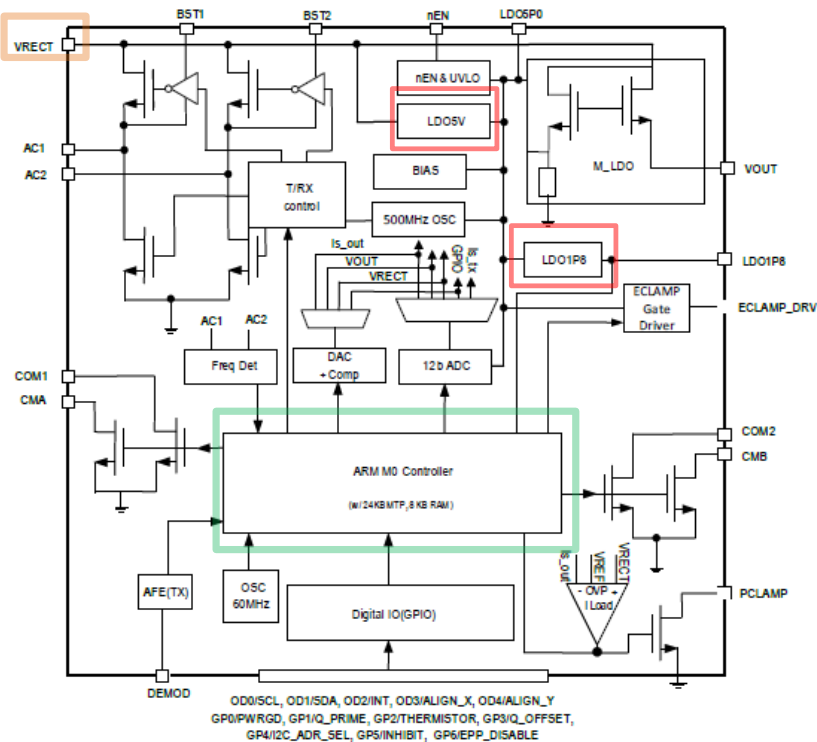 BST1
BST2
nEN
LDO5P0
VRECT
nEN & UVLO
LDO5V
AC1
AC2
BIAS
M_LDO
VOUT
T/RX
control
500MHz OSC
Is_out
VOUT
VRECT
GPIO
Is_tx
LDO1P8
LDO1P8
ECLAMP
Gate
Driver
ECLAMP_DRV
AC1
AC2
Freq Det
DAC
+ Comp
12b ADC
COM1
CMA
COM2
CMB
ARM M0 Controller
(w/24KB MTP,8 KB RAM)
Is_out
VREF
VRECT
- OVP +
I Load
PCLAMP
AFE(TX)
OSC
60MHz
Digital IO(GPIO)
DEMOD
OD0/SCL, OD1/SDA, OD2/INT, OD3/ALIGN_X, OD4/ALIGN_Y
GP0/PWRGD, GP1/Q_PRIME, GP2/THERMISTOR, GP3/Q_OFFSET,
GP4/I2C_ADR_SEL, GP5/INHIBIT, GP6/EPP_DISABLE